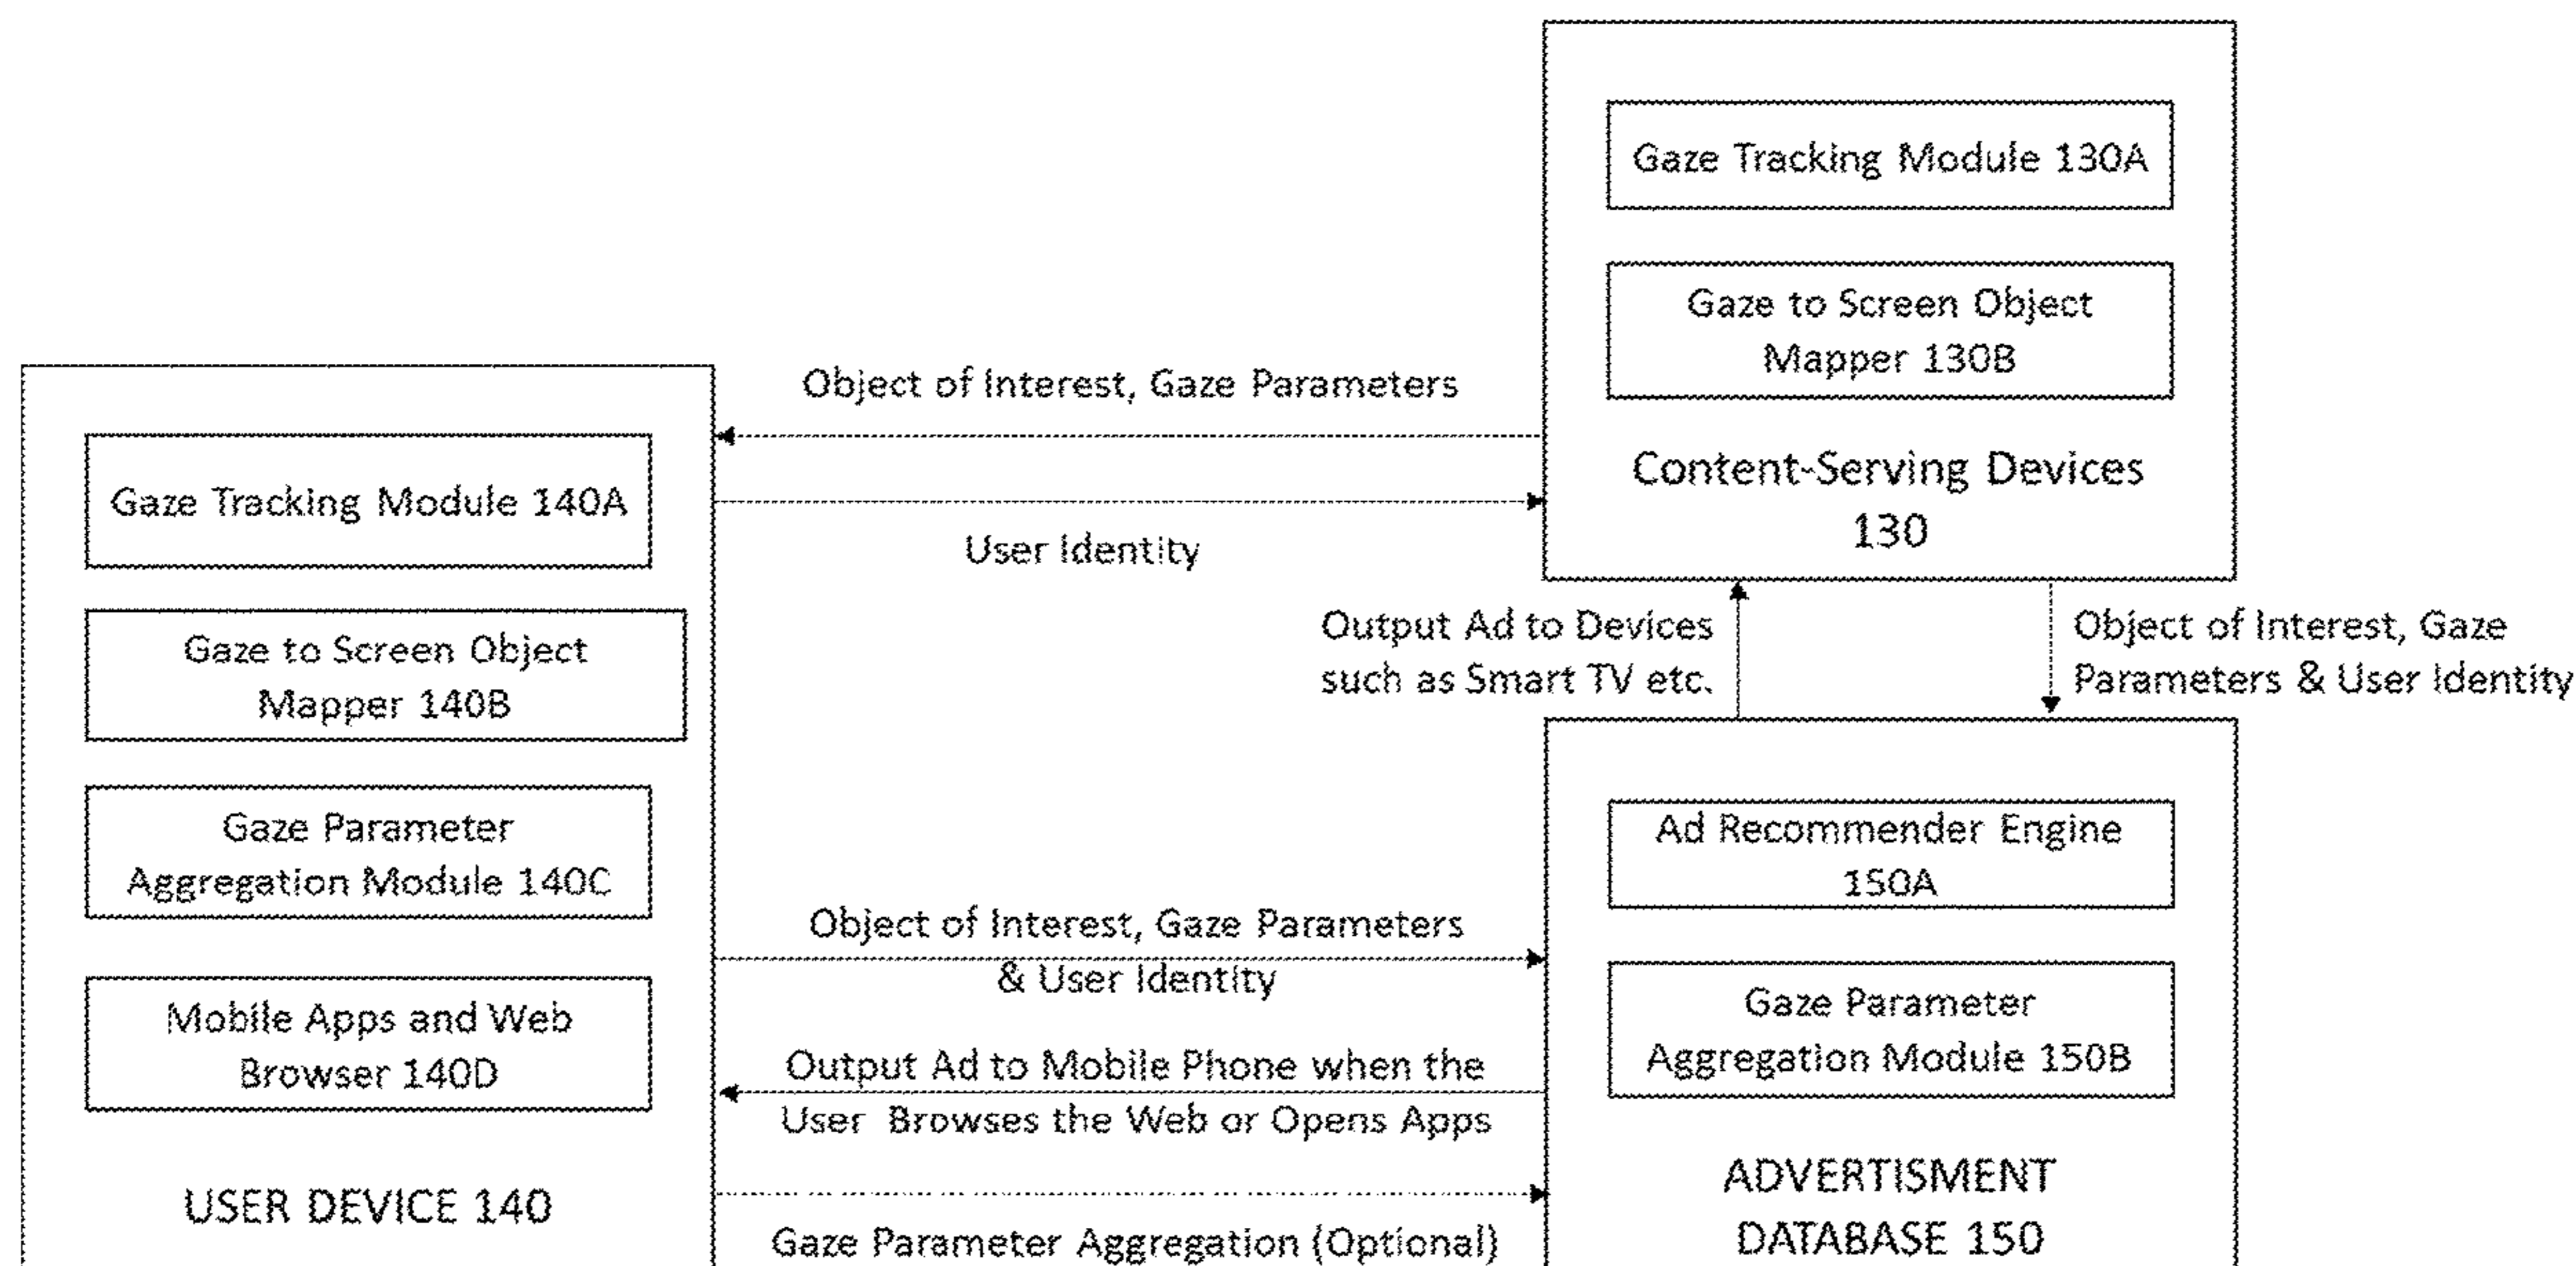 Gaze Tracking Module 130A
Gaze to Screen Object
Mapper 130B
Content-Serving Devices
130
Object of Interest, Gaze Parameters
User Identity
Gaze Tracking Module 140A
Gaze to Screen Object
Mapper 140B
Gaze Parameter
Aggregation Module 140C
Mobile Apps and Web
Browser 140D
USER DEVICE 140
Output Ad to Devices
such as Smart TV etc.
Object of Interest, Gaze
Parameters & User Identity
Object of Interest, Gaze Parameters
& User Identity
Output Ad to Mobile Phone when the
User Browses the Web or Opens Apps
Gaze Parameter Aggregation (Optional)
Ad Recommender Engine
150A
Gaze Parameter
Aggregation Module 150B
ADVERTISMENT
DATABASE 150